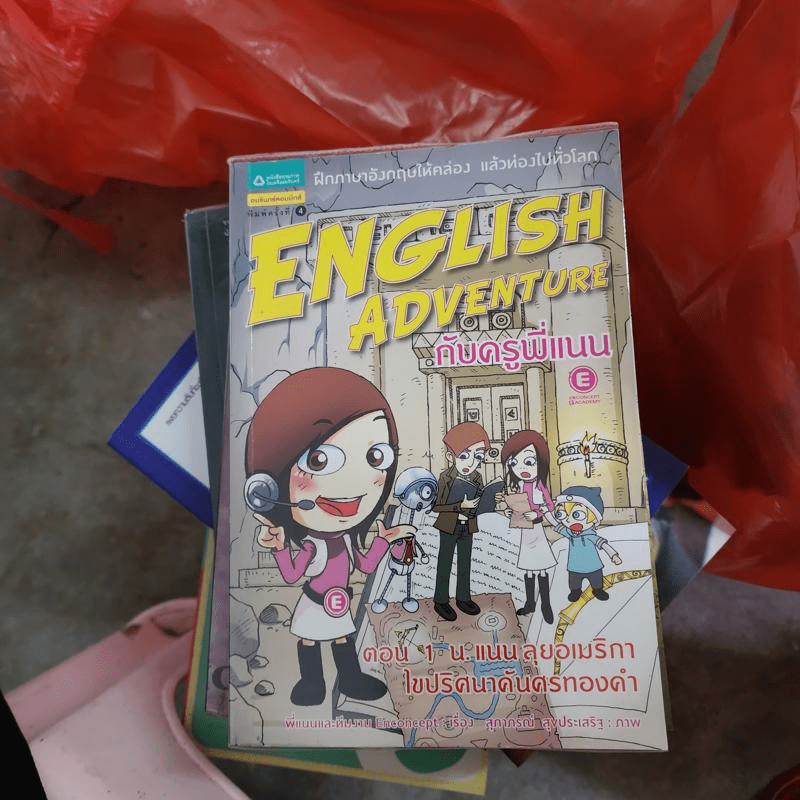 ฝึกภาษาอังกฤษให้คล่อง แล้วท่องไปทั่วโลก
พิมพ์ครั้งที่ 4
ENGLISH
ADVENTURE
กับครูพี่แนน
E
ENCONCEPT
E ACADEMY
E
ตอน 1 น. แนน ลุยอเมริกา
ไขปริศนาคันศรทองคำ
พี่แนนและทีมงาน Enconcept : เรื่อง สุภาภรณ์ สุขประเสริฐ : ภาพ